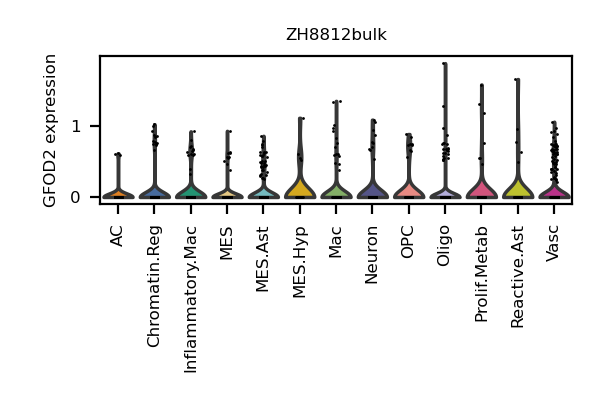 ZH8812bulk
GFOD2 expression
1
0
AC
Chromatin.Reg
Inflammatory.Mac
MES
MES.Ast
MES.Hyp
Mac
Neuron
OPC
Oligo
Prolif.Metab
Reactive.Ast
Vasc